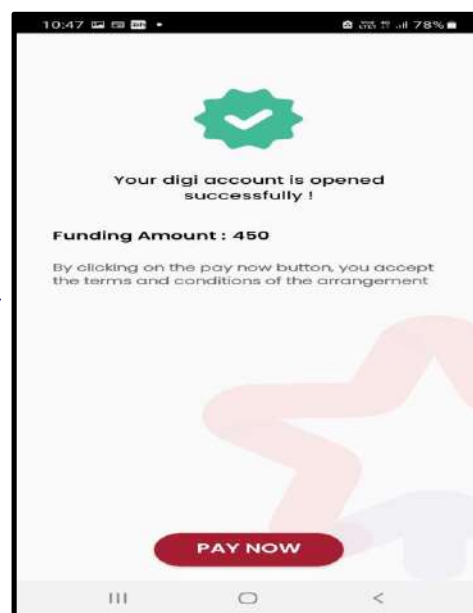 10:47
78%
Your digi account is opened
successfully !
Funding Amount : 450
By clicking on the pay now button, you accept
the terms and conditions of the arrangement
PAY NOW